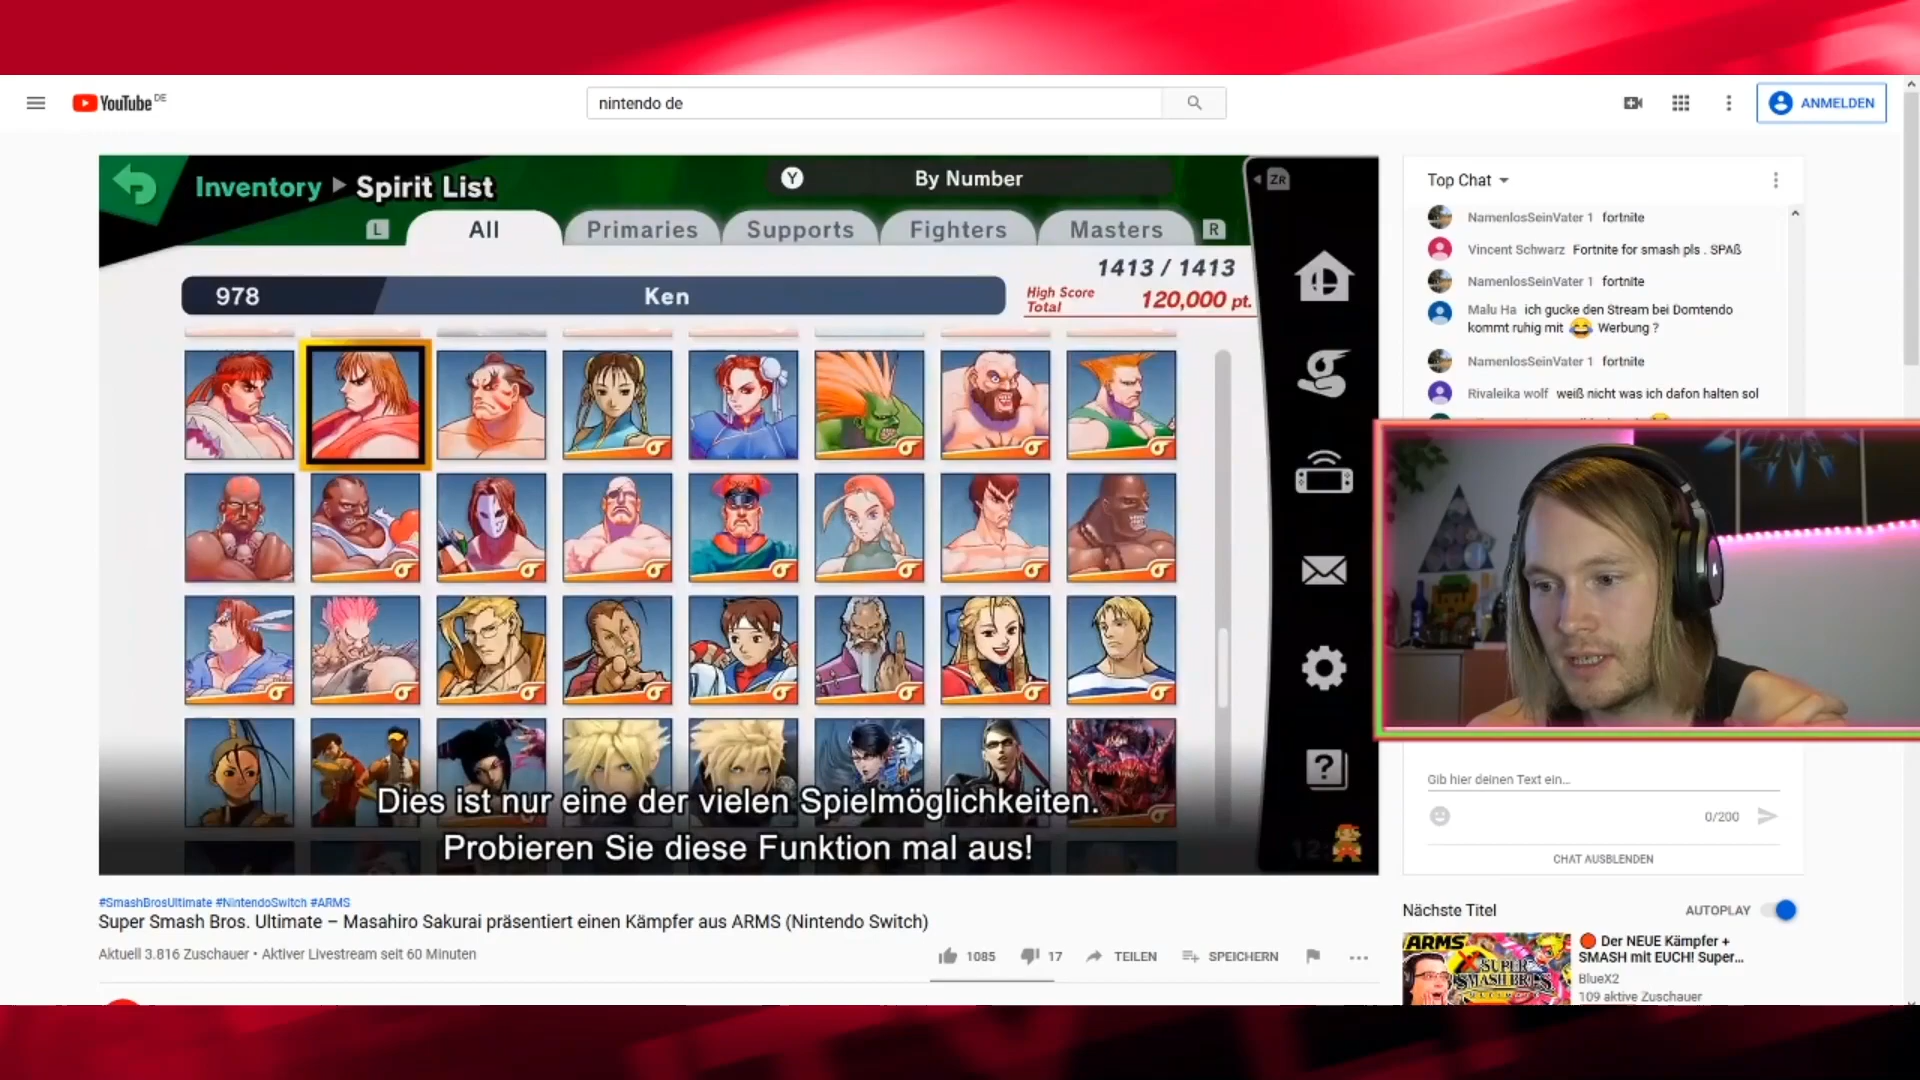 YouTube DE
nintendo de
ANMELDEN
Inventory Spirit List
Y By Number
ZR
L All Primaries Supports Fighters Masters R
1413 / 1413
978 Ken
High Score Total 120,000 pt.
Dies ist nur eine der vielen Spielmöglichkeiten.
Probieren Sie diese Funktion mal aus!
#SmashBrosUltimate #NintendoSwitch #ARMS
Super Smash Bros. Ultimate – Masahiro Sakurai präsentiert einen Kämpfer aus ARMS (Nintendo Switch)
Aktuell 3.816 Zuschauer • Aktiver Livestream seit 60 Minuten
1085 17 TEILEN SPEICHERN
Top Chat
NamenlosSeinVater 1 fortnite
Vincent Schwarz Fortnite for smash pls . SPAß
NamenlosSeinVater 1 fortnite
Malu Ha ich gucke den Stream bei Domtendo
kommt ruhig mit 😂 Werbung ?
NamenlosSeinVater 1 fortnite
Rivaleika wolf weiß nicht was ich dafon halten sol
Gib hier deinen Text ein...
0/200
CHAT AUSBLENDEN
Nächste Titel AUTOPLAY
ARMS
SUPER
SMASH BROS.
ULTIMATE
Der NEUE Kämpfer +
SMASH mit EUCH! Super...
BlueX2
109 aktive Zuschauer